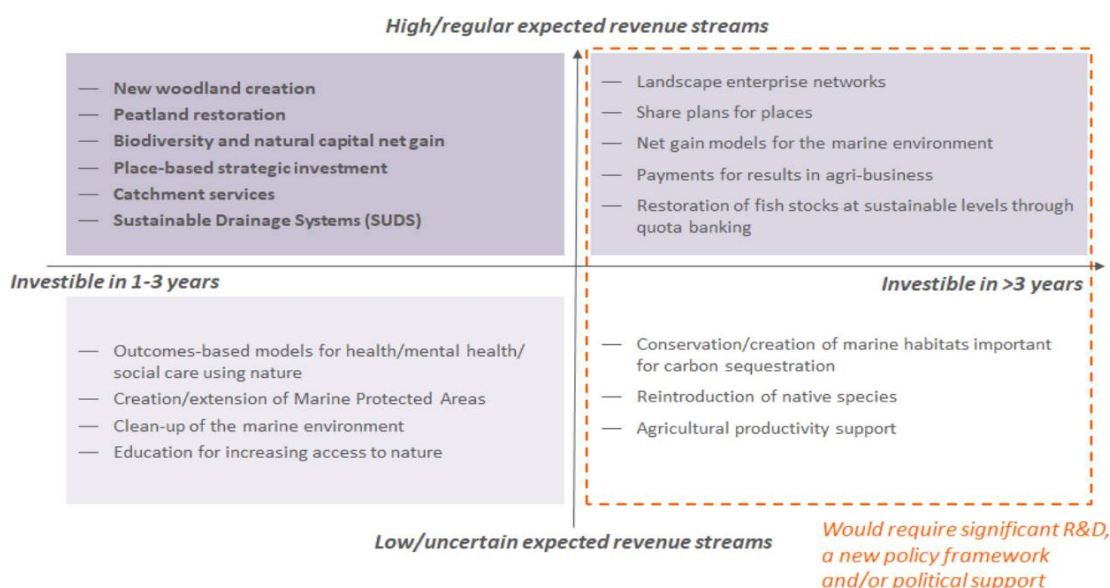 High/regular expected revenue streams
— New woodland creation
— Peatland restoration
— Biodiversity and natural capital net gain
— Place-based strategic investment
— Catchment services
— Sustainable Drainage Systems (SUDS)
— Landscape enterprise networks
— Share plans for places
— Net gain models for the marine environment
— Payments for results in agri-business
— Restoration of fish stocks at sustainable levels through
quota banking
Investible in 1-3 years
Investible in >3 years
— Outcomes-based models for health/mental health/
social care using nature
— Creation/extension of Marine Protected Areas
— Clean-up of the marine environment
— Education for increasing access to nature
— Conservation/creation of marine habitats important
for carbon sequestration
— Reintroduction of native species
— Agricultural productivity support
Low/uncertain expected revenue streams
Would require significant R&D,
a new policy framework
and/or political support